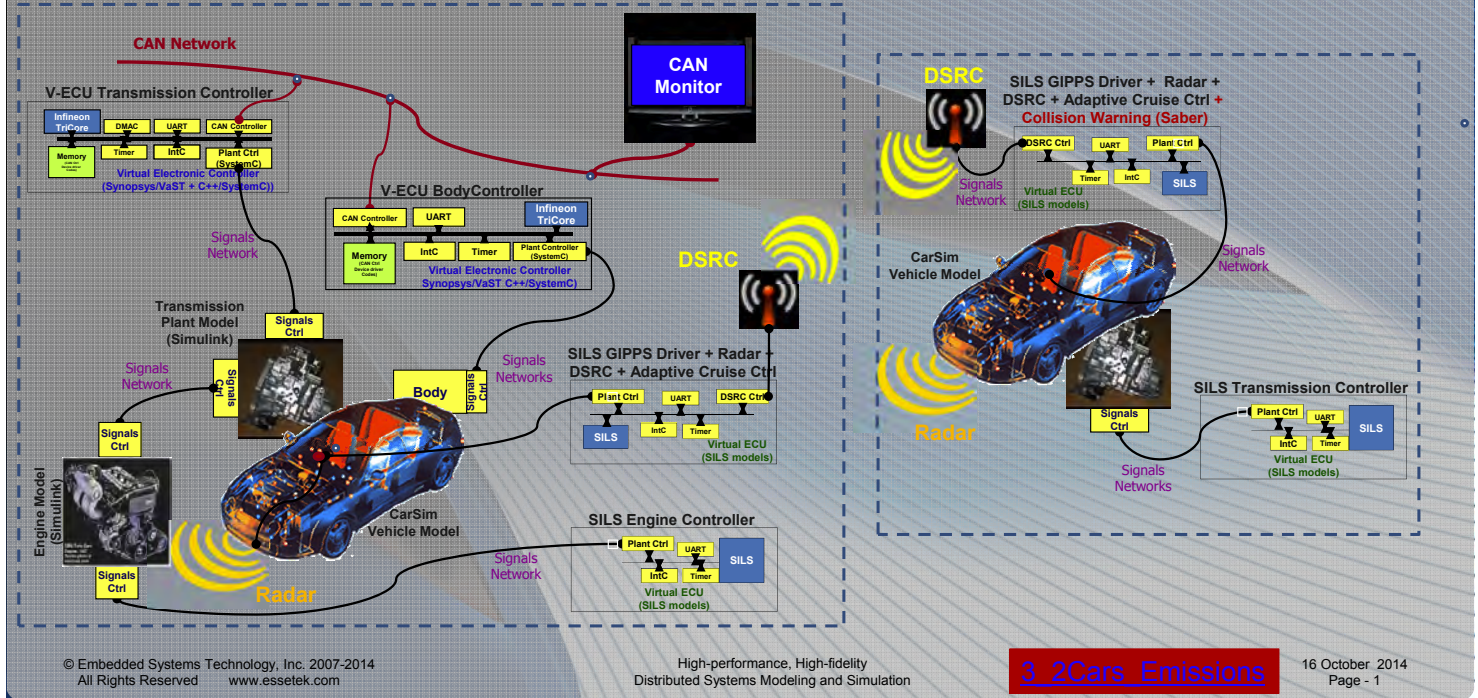 CAN Network
CAN
Monitor
V-ECU Transmission Controller
Infineon
TriCore
DMAC
UART
CAN Controller
Memory
Timer
IntC
Plant Ctrl
(SystemC)
Virtual Electronic Controller
(Synopsys/VaST + C++/SystemC))
V-ECU BodyController
CAN Controller
UART
Infineon
TriCore
Memory
(CAN Ctrl
Device driver
Codes)
IntC
Timer
Plant Controller
(SystemC)
Virtual Electronic Controller
Synopsys/VaST C++/SystemC)
Signals
Network
DSRC
Transmission
Plant Model
(Simulink)
Signals
Ctrl
Signals
Network
Signals
Ctrl
Signals
Networks
Body
Signals
Ctrl
SILS GIPPS Driver + Radar +
DSRC + Adaptive Cruise Ctrl
Plant Ctrl
UART
DSRC Ctrl
SILS
IntC
Timer
Virtual ECU
(SILS models)
Signals
Ctrl
Engine Model
(Simulink)
CarSim
Vehicle Model
Signals
Ctrl
Radar
Signals
Network
SILS Engine Controller
Plant Ctrl
UART
SILS
IntC
Timer
Virtual ECU
(SILS models)
DSRC
SILS GIPPS Driver + Radar +
DSRC + Adaptive Cruise Ctrl +
Collision Warning (Saber)
DSRC Ctrl
UART
Plant Ctrl
Timer
IntC
SILS
Virtual ECU
(SILS models)
Signals
Network
Signals
Network
CarSim
Vehicle Model
Radar
Signals
Ctrl
Signals
Networks
SILS Transmission Controller
Plant Ctrl
UART
SILS
IntC
Timer
Virtual ECU
(SILS models)
© Embedded Systems Technology, Inc. 2007-2014
All Rights Reserved www.essetek.com
High-performance, High-fidelity
Distributed Systems Modeling and Simulation
3_2Cars_Emissions
16 October 2014
Page - 1